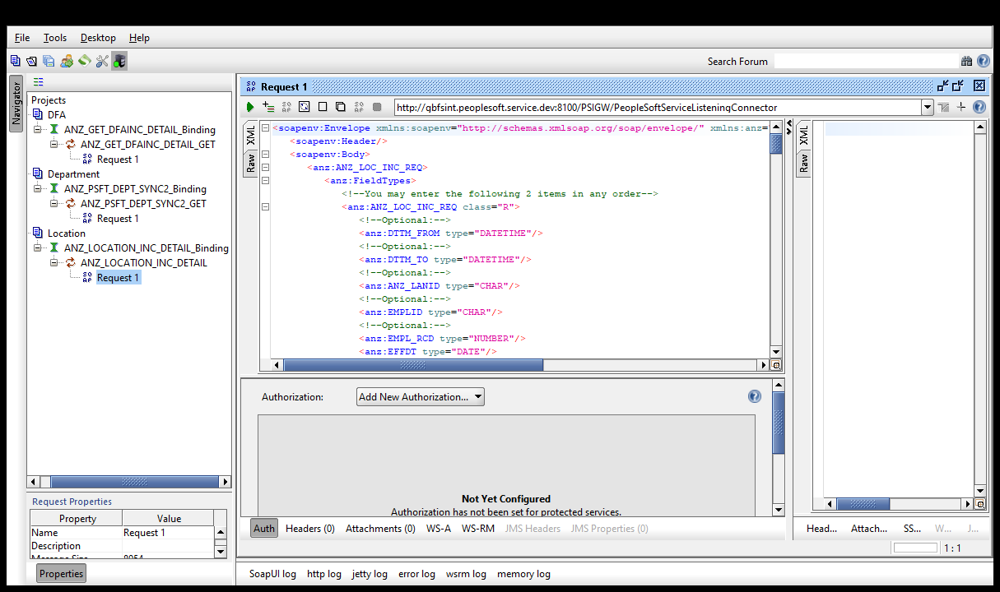 File Tools Desktop Help
Search Forum
Navigator
Projects
DFA
ANZ_GET_DFAINC_DETAIL_Binding
ANZ_GET_DFAINC_DETAIL_GET
Request 1
Department
ANZ_PSFT_DEPT_SYNC2_Binding
ANZ_PSFT_DEPT_SYNC2_GET
Request 1
Location
ANZ_LOCATION_INC_DETAIL_Binding
ANZ_LOCATION_INC_DETAIL
Request 1
Request Properties
Property Value
Name Request 1
Description
Message Size 8054
Properties
Request 1
http://qbfsint.peoplesoft.service.dev:8100/PSIGW/PeopleSoftServiceListeningConnector
XML
Raw
<soapenv:Envelope xmlns:soapenv="http://schemas.xmlsoap.org/soap/envelope/" xmlns:anz=
<soapenv:Header/>
<soapenv:Body>
<anz:ANZ_LOC_INC_REQ>
<anz:FieldTypes>
<!--You may enter the following 2 items in any order-->
<anz:ANZ_LOC_INC_REQ class="R">
<!--Optional:-->
<anz:DTTM_FROM type="DATETIME"/>
<!--Optional:-->
<anz:DTTM_TO type="DATETIME"/>
<!--Optional:-->
<anz:ANZ_LANID type="CHAR"/>
<!--Optional:-->
<anz:EMPLID type="CHAR"/>
<!--Optional:-->
<anz:EMPL_RCD type="NUMBER"/>
<anz:EFFDT type="DATE"/>
Authorization: Add New Authorization...
Not Yet Configured
Authorization has not been set for protected services.
Auth Headers (0) Attachments (0) WS-A WS-RM JMS Headers JMS Properties (0)
XML
Raw
Head... Attach... SS... W... J...
1 : 1
SoapUI log http log jetty log error log wsrm log memory log